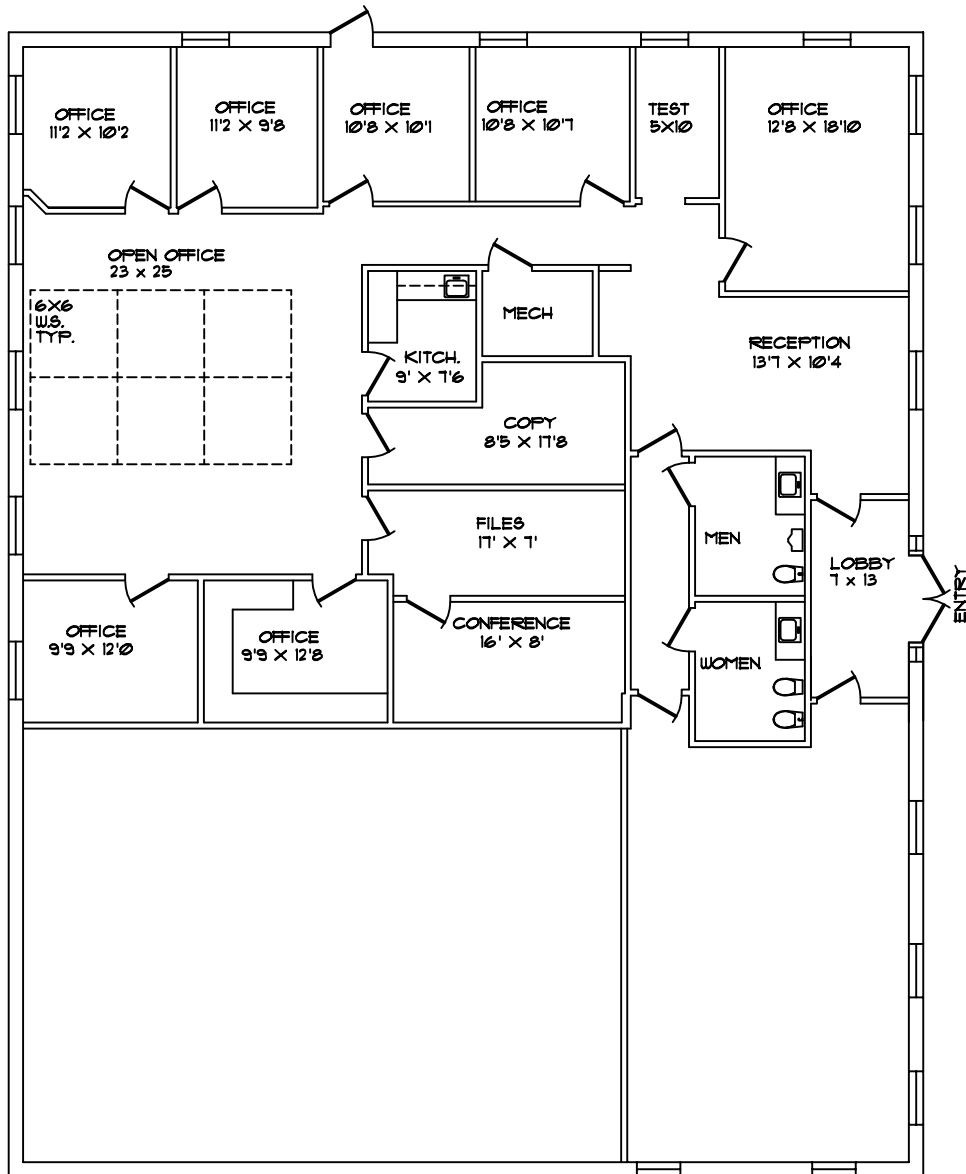 OFFICE
11'2 X 10'2
OFFICE
11'2 X 9'8
OFFICE
10'8 X 10'1
OFFICE
10'8 X 10'7
TEST
5X10
OFFICE
12'8 X 18'10
OPEN OFFICE
23 x 25
6X6
W.S.
TYP.
MECH
KITCH.
9' X 7'6
RECEPTION
13'7 X 10'4
COPY
8'5 X 17'8
FILES
17' X 7'
MEN
LOBBY
7 x 13
ENTRY
OFFICE
9'9 X 12'0
OFFICE
9'9 X 12'8
CONFERENCE
16' X 8'
WOMEN